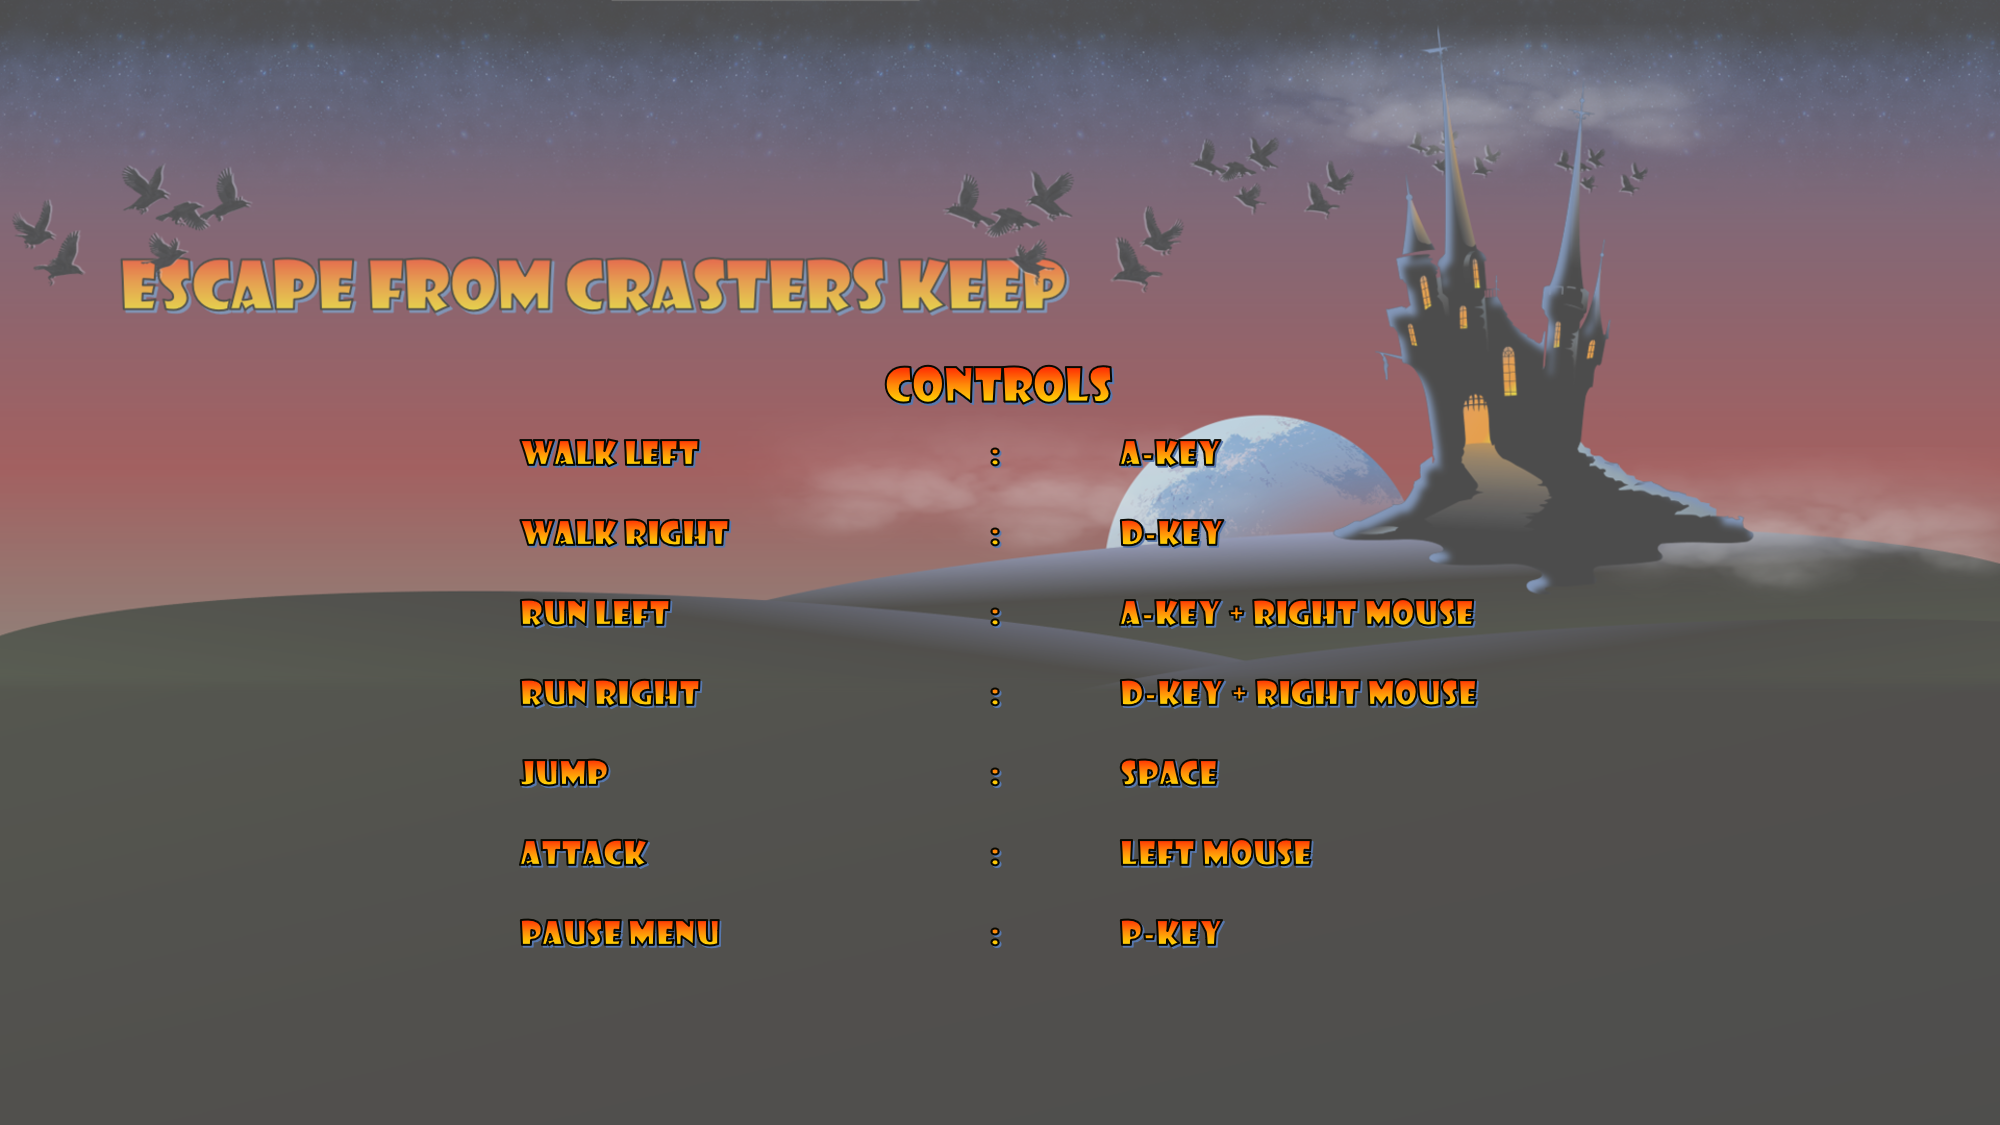 ESCAPE FROM CRASTERS KEEP
CONTROLS
WALK LEFT : A-KEY
WALK RIGHT : D-KEY
RUN LEFT : A-KEY + RIGHT MOUSE
RUN RIGHT : D-KEY + RIGHT MOUSE
JUMP : SPACE
ATTACK : LEFT MOUSE
PAUSE MENU : P-KEY